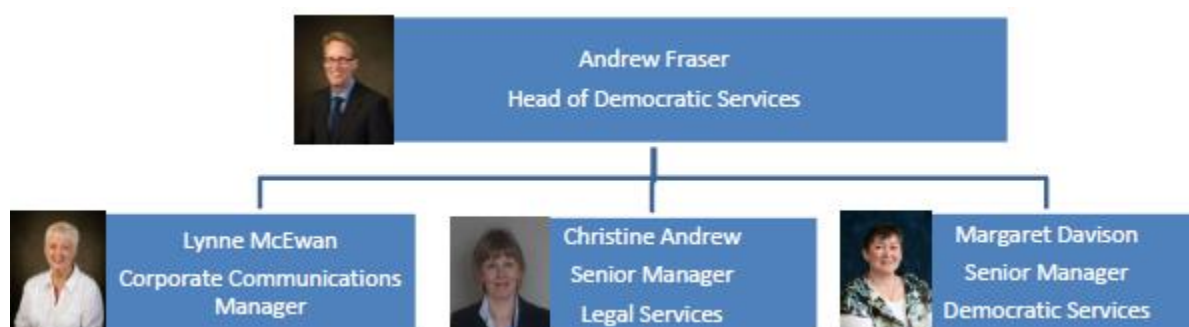 Andrew Fraser
Head of Democratic Services
Lynne McEwan
Corporate Communications
Manager
Christine Andrew
Senior Manager
Legal Services
Margaret Davison
Senior Manager
Democratic Services